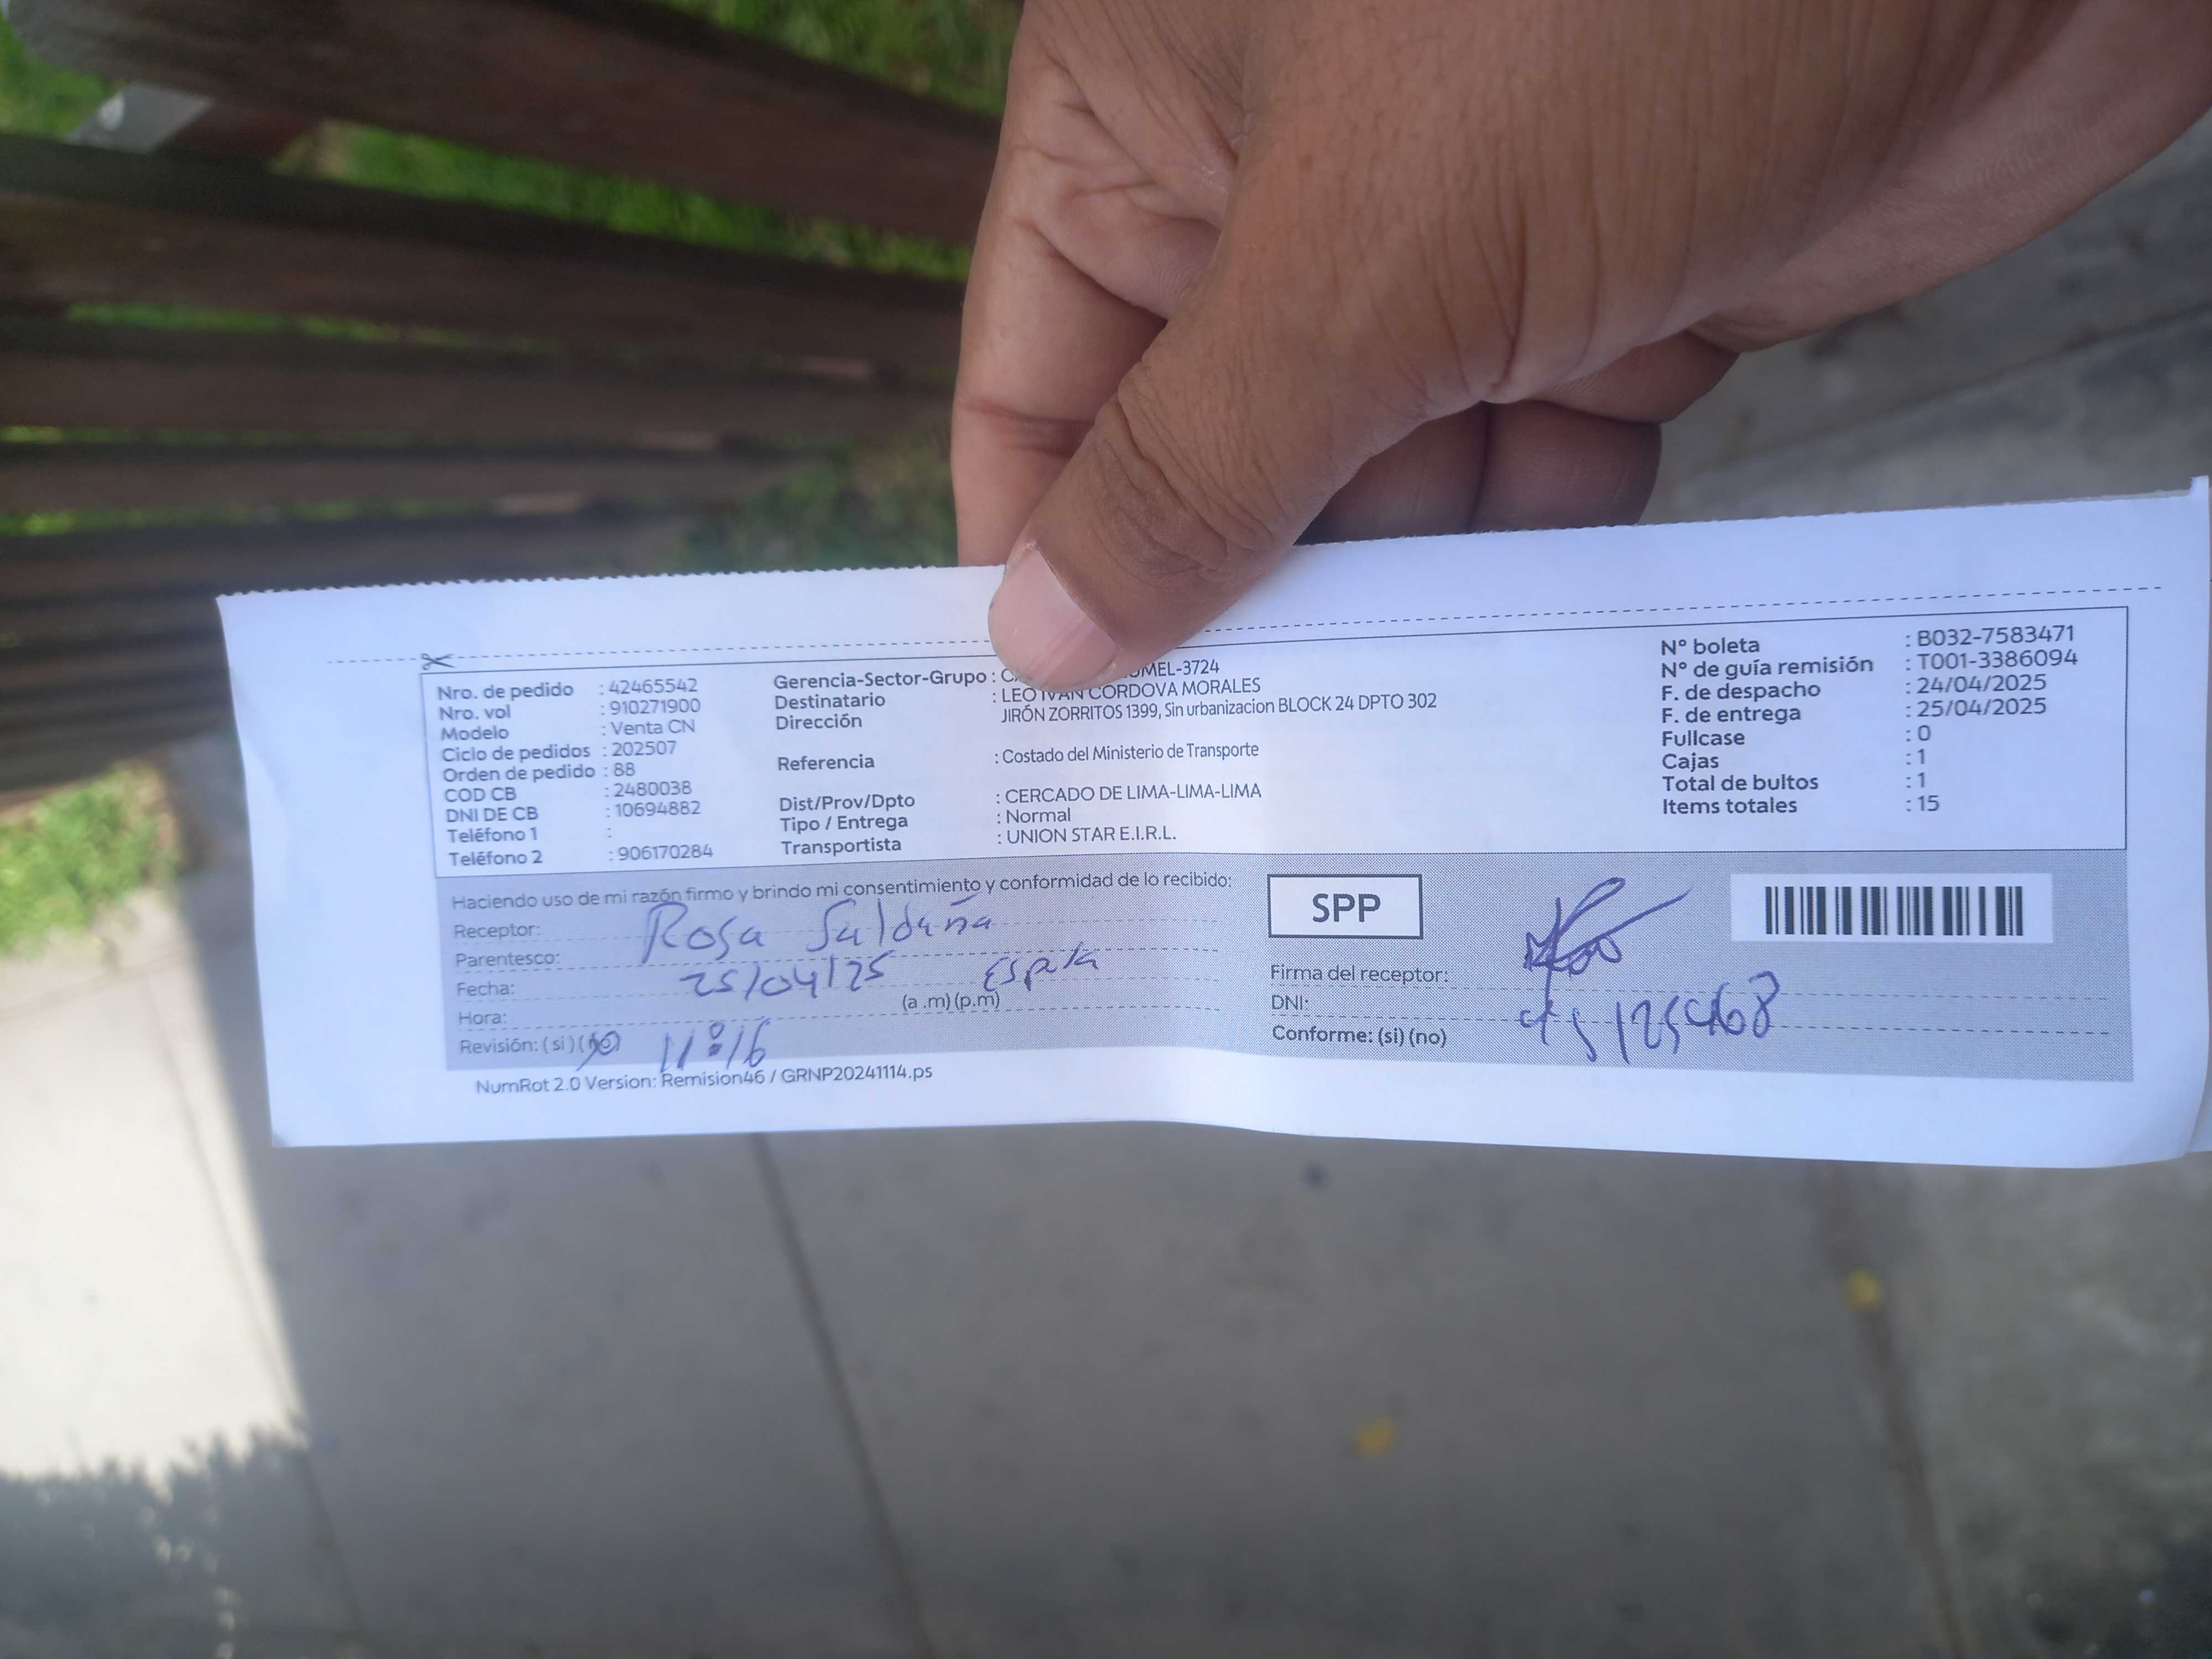 Nro. de pedido : 42465542
Nro. vol : 910271900
Modelo : Venta CN
Ciclo de pedidos : 202507
Orden de pedido : 88
COD CB : 2480038
DNI DE CB : 10694882
Teléfono 1 :
Teléfono 2 : 906170284
Gerencia-Sector-Grupo :
Destinatario : LEO IVAN CORDOVA MORALES
Dirección JIRÓN ZORRITOS 1399, Sin urbanizacion BLOCK 24 DPTO 302
Referencia : Costado del Ministerio de Transporte
Dist/Prov/Dpto : CERCADO DE LIMA-LIMA-LIMA
Tipo / Entrega : Normal
Transportista : UNION STAR E.I.R.L.
N° boleta : B032-7583471
N° de guía remisión : T001-3386094
F. de despacho : 24/04/2025
F. de entrega : 25/04/2025
Fullcase : 0
Cajas : 1
Total de bultos : 1
Items totales : 15
Haciendo uso de mi razón firmo y brindo mi consentimiento y conformidad de lo recibido:
Receptor: Rosa Saldaña
Parentesco:
Fecha: 25/04/25
Hora: (a .m) (p.m)
Revisión: (si) (no) 11:16
SPP
Firma del receptor:
DNI:
Conforme: (si) (no)
NumRot 2.0 Version: Remision46 / GRNP20241114.ps